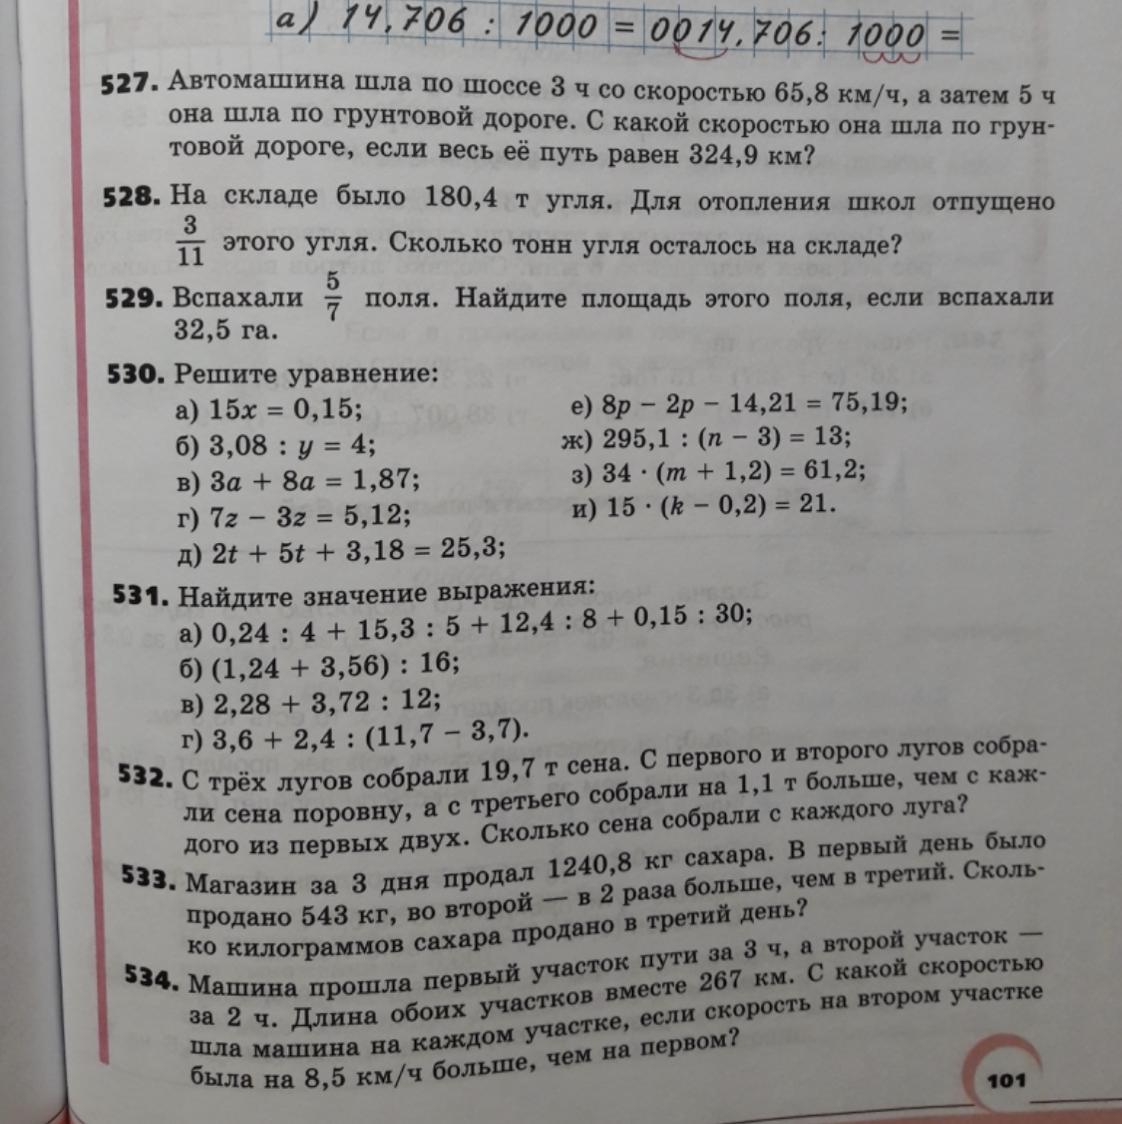 а) 14,706 : 1000 = 0014,706 : 1000 =
527. Автомашина шла по шоссе 3 ч со скоростью 65,8 км/ч, а затем 5 ч
она шла по грунтовой дороге. С какой скоростью она шла по грун-
товой дороге, если весь её путь равен 324,9 км?
528. На складе было 180,4 т угля. Для отопления школ отпущено
3/11 этого угля. Сколько тонн угля осталось на складе?
529. Вспахали 5/7 поля. Найдите площадь этого поля, если вспахали
32,5 га.
530. Решите уравнение:
а) 15x = 0,15;
б) 3,08 : y = 4;
в) 3a + 8a = 1,87;
г) 7z − 3z = 5,12;
д) 2t + 5t + 3,18 = 25,3;
е) 8p − 2p − 14,21 = 75,19;
ж) 295,1 : (n − 3) = 13;
з) 34 · (m + 1,2) = 61,2;
и) 15 · (k − 0,2) = 21.
531. Найдите значение выражения:
а) 0,24 : 4 + 15,3 : 5 + 12,4 : 8 + 0,15 : 30;
б) (1,24 + 3,56) : 16;
в) 2,28 + 3,72 : 12;
г) 3,6 + 2,4 : (11,7 − 3,7).
532. С трёх лугов собрали 19,7 т сена. С первого и второго лугов собра-
ли сена поровну, а с третьего собрали на 1,1 т больше, чем с каж-
дого из первых двух. Сколько сена собрали с каждого луга?
533. Магазин за 3 дня продал 1240,8 кг сахара. В первый день было
продано 543 кг, во второй — в 2 раза больше, чем в третий. Сколь-
ко килограммов сахара продано в третий день?
534. Машина прошла первый участок пути за 3 ч, а второй участок —
за 2 ч. Длина обоих участков вместе 267 км. С какой скоростью
шла машина на каждом участке, если скорость на втором участке
была на 8,5 км/ч больше, чем на первом?
101